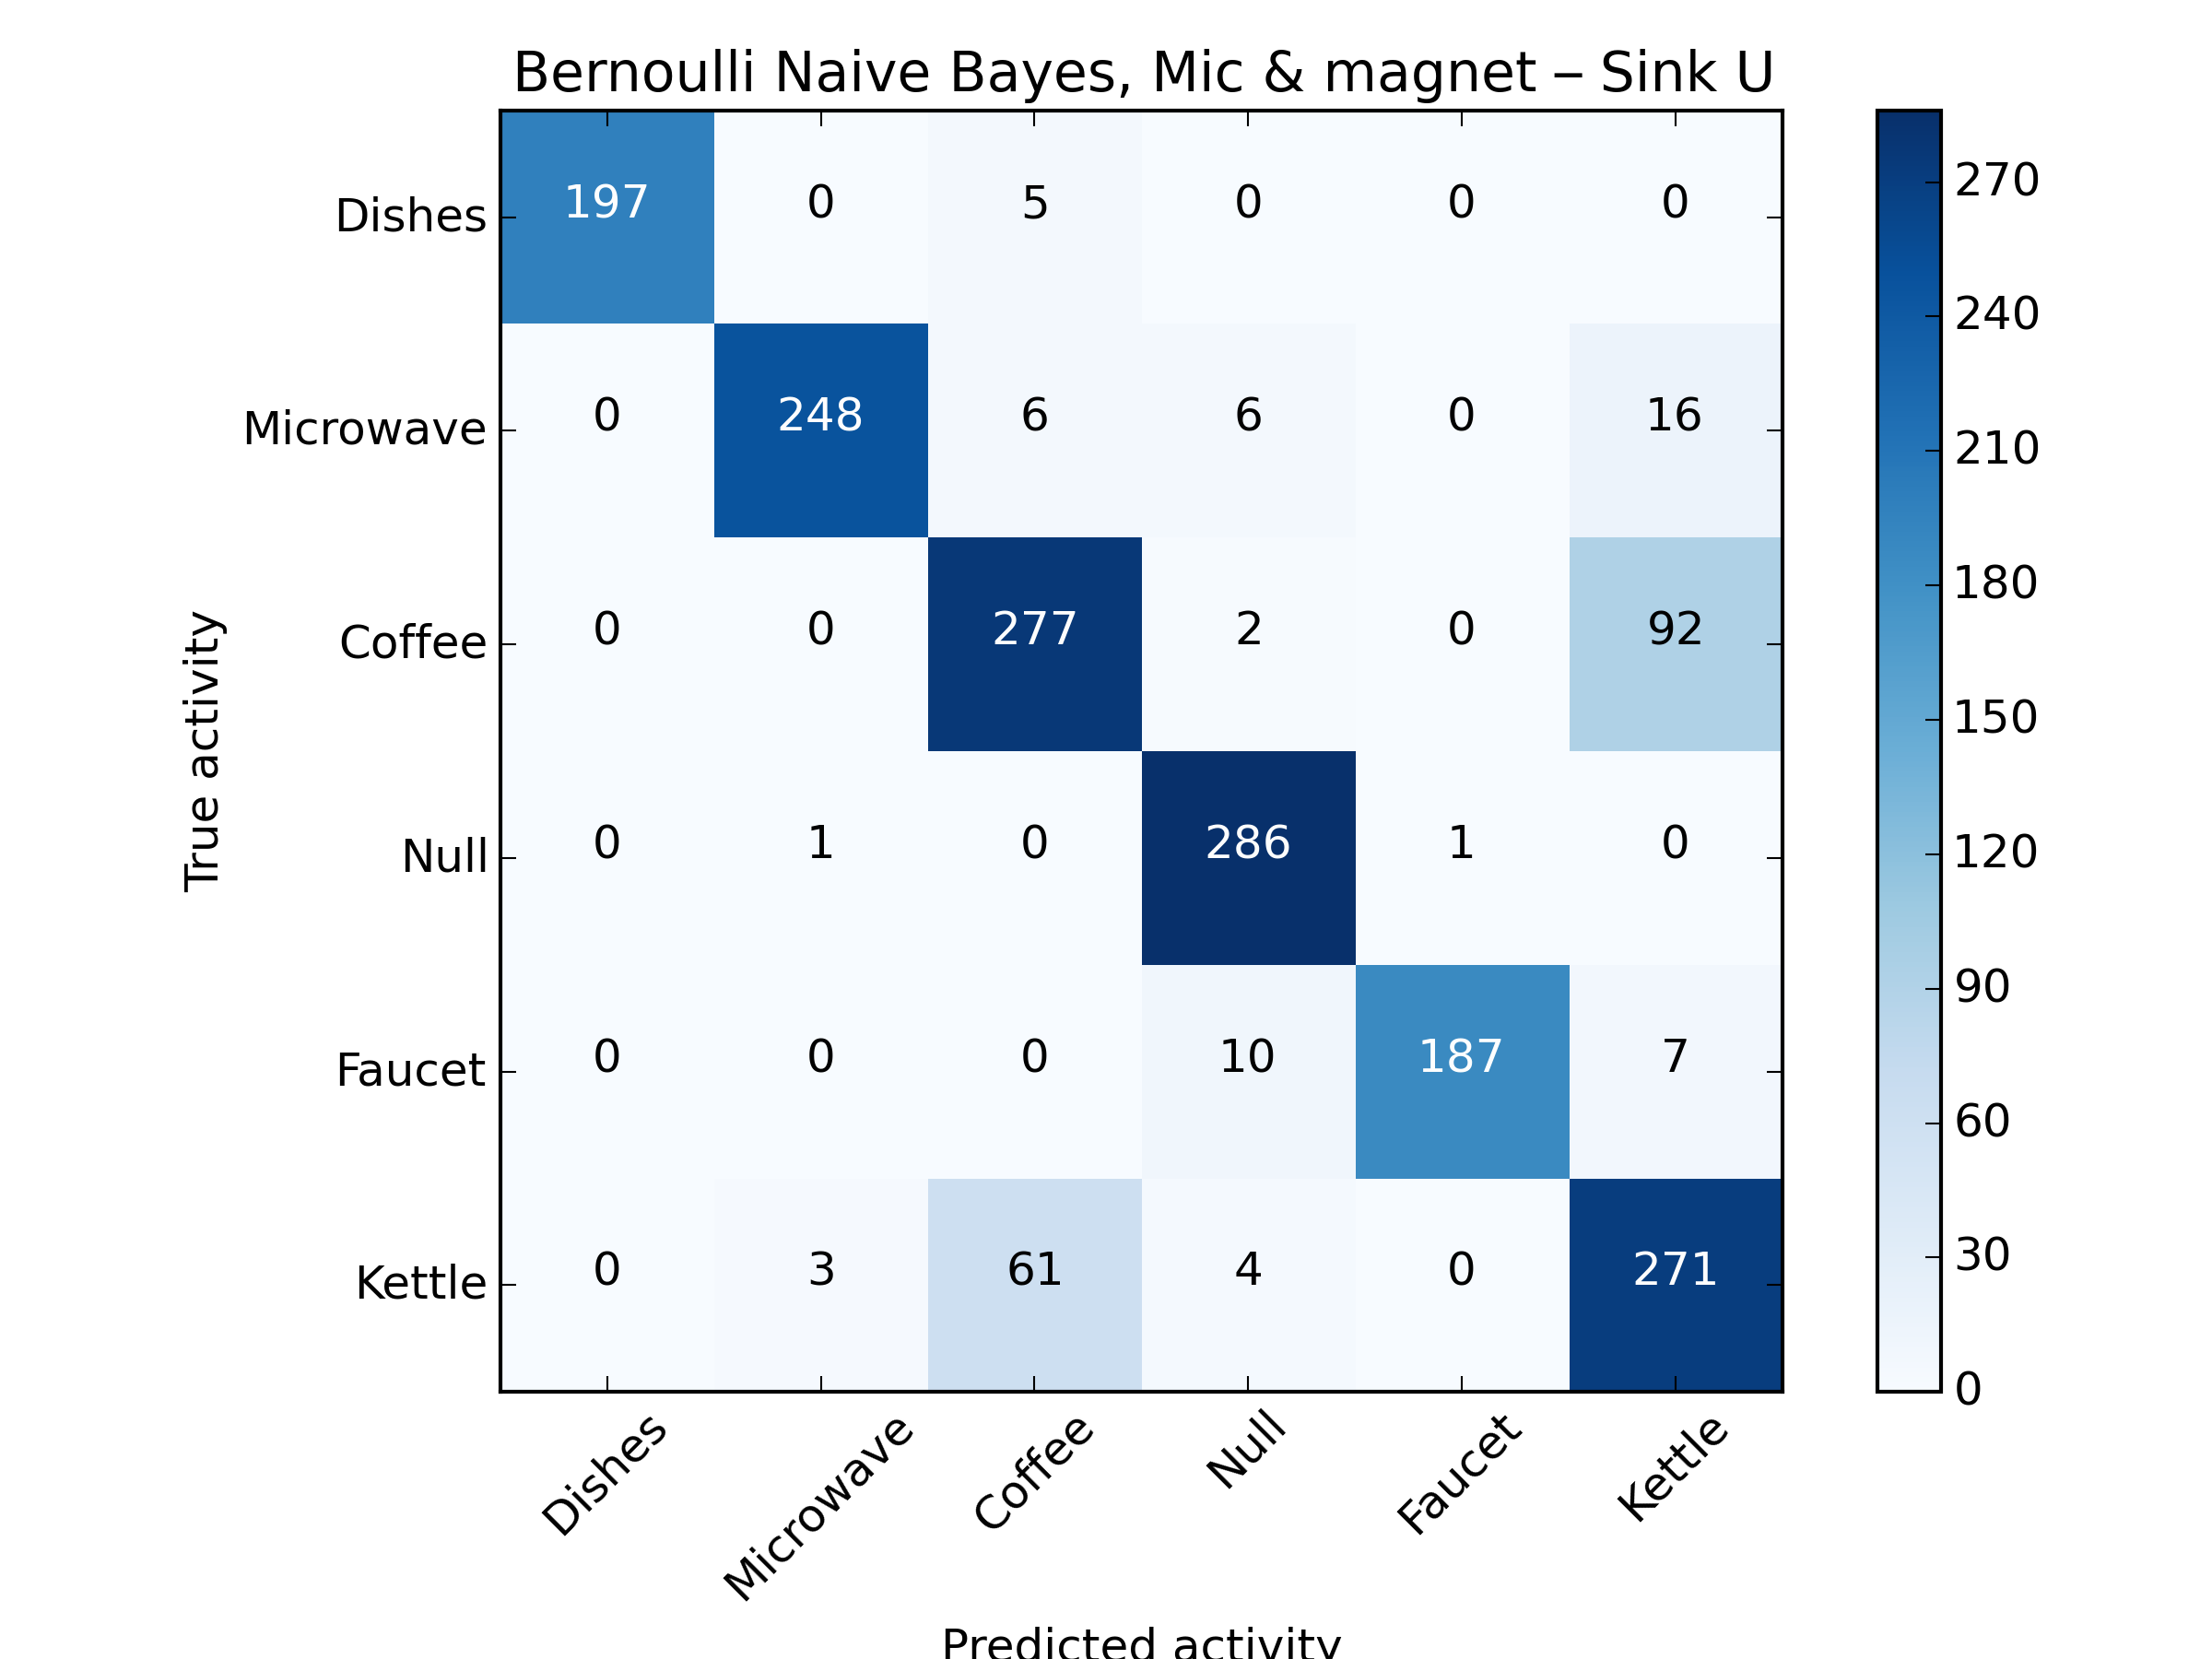 Bernoulli Naive Bayes, Mic & magnet – Sink U
Dishes 197 0 5 0 0 0
Microwave 0 248 6 6 0 16
Coffee 0 0 277 2 0 92
Null 0 1 0 286 1 0
Faucet 0 0 0 10 187 7
Kettle 0 3 61 4 0 271
True activity
Dishes Microwave Coffee Null Faucet Kettle
Predicted activity
270
240
210
180
150
120
90
60
30
0